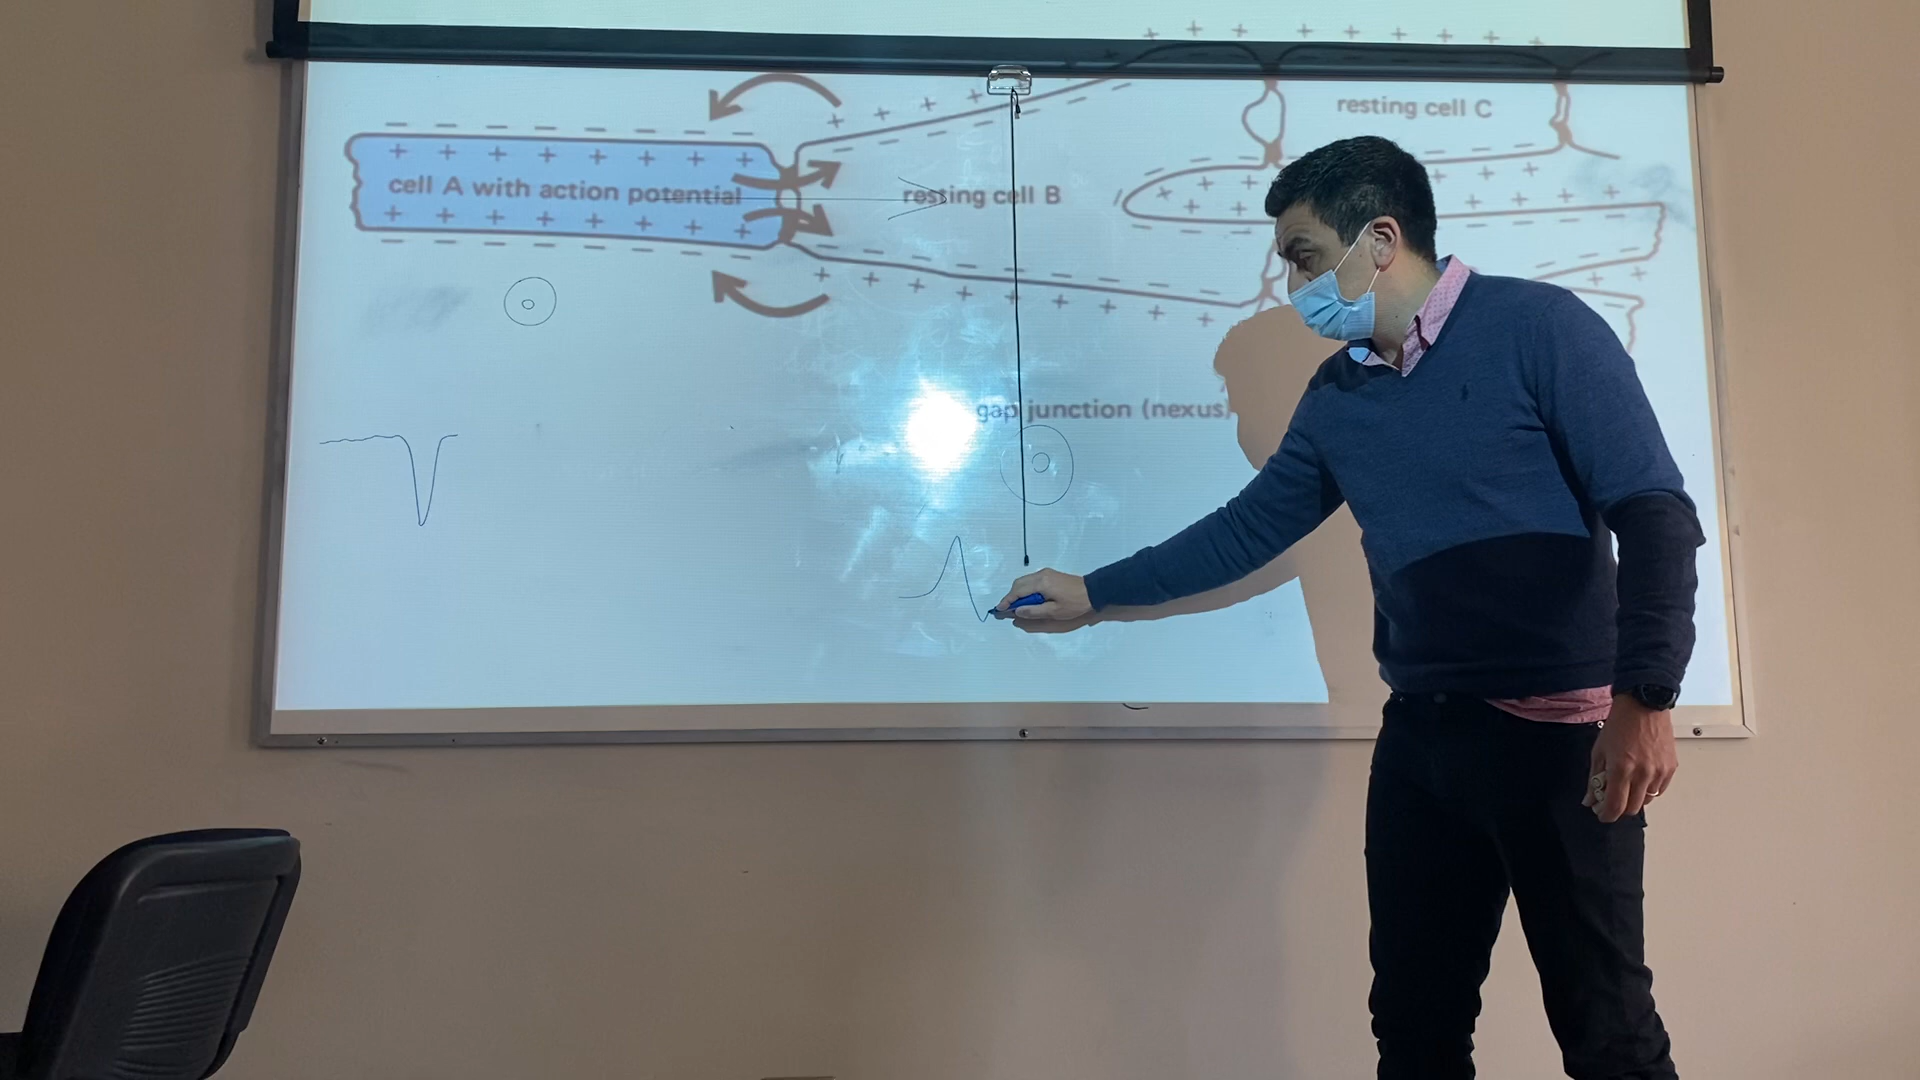 resting cell C
cell A with action potential
resting cell B
gap junction (nexus)